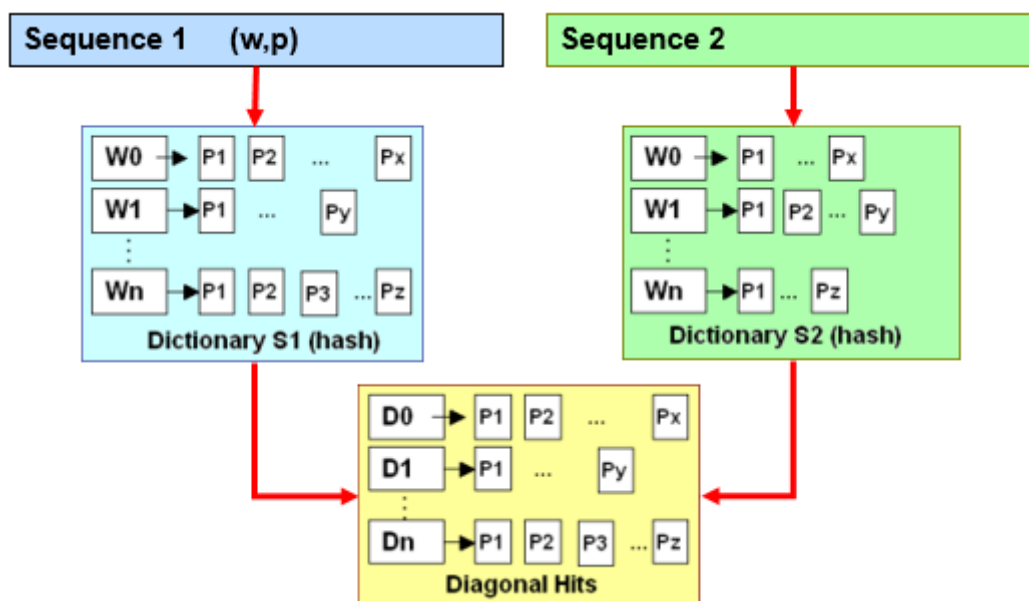 Sequence 1 (w,p)
Sequence 2
W0 P1 P2 ... Px
W1 P1 ... Py
Wn P1 P2 P3 ... Pz
Dictionary S1 (hash)
W0 P1 ... Px
W1 P1 P2 ... Py
Wn P1 ... Pz
Dictionary S2 (hash)
D0 P1 P2 ... Px
D1 P1 ... Py
Dn P1 P2 P3 ... Pz
Diagonal Hits